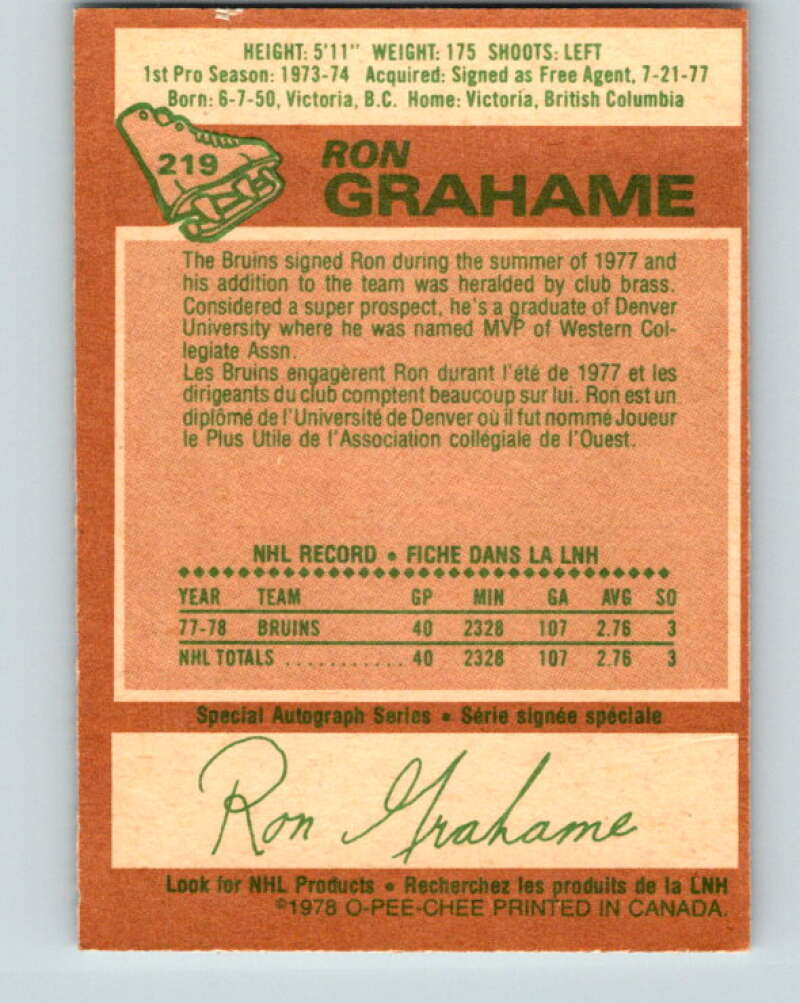 HEIGHT: 5'11" WEIGHT: 175 SHOOTS: LEFT
1st Pro Season: 1973-74 Acquired: Signed as Free Agent, 7-21-77
Born: 6-7-50, Victoria, B.C. Home: Victoria, British Columbia
219
RON
GRAHAME
The Bruins signed Ron during the summer of 1977 and
his addition to the team was heralded by club brass.
Considered a super prospect, he's a graduate of Denver
University where he was named MVP of Western Col-
legiate Assn.
Les Bruins engagèrent Ron durant l'été de 1977 et les
dirigeants du club comptent beaucoup sur lui. Ron est un
diplômé de l'Université de Denver où il fut nommé Joueur
le Plus Utile de l'Association collégiale de l'Ouest.
NHL RECORD • FICHE DANS LA LNH
YEAR TEAM GP MIN GA AVG SO
77-78 BRUINS 40 2328 107 2.76 3
NHL TOTALS ........... 40 2328 107 2.76 3
Special Autograph Series • Série signée spéciale
Ron Grahame
Look for NHL Products • Recherchez les produits de la LNH
©1978 O-PEE-CHEE PRINTED IN CANADA.